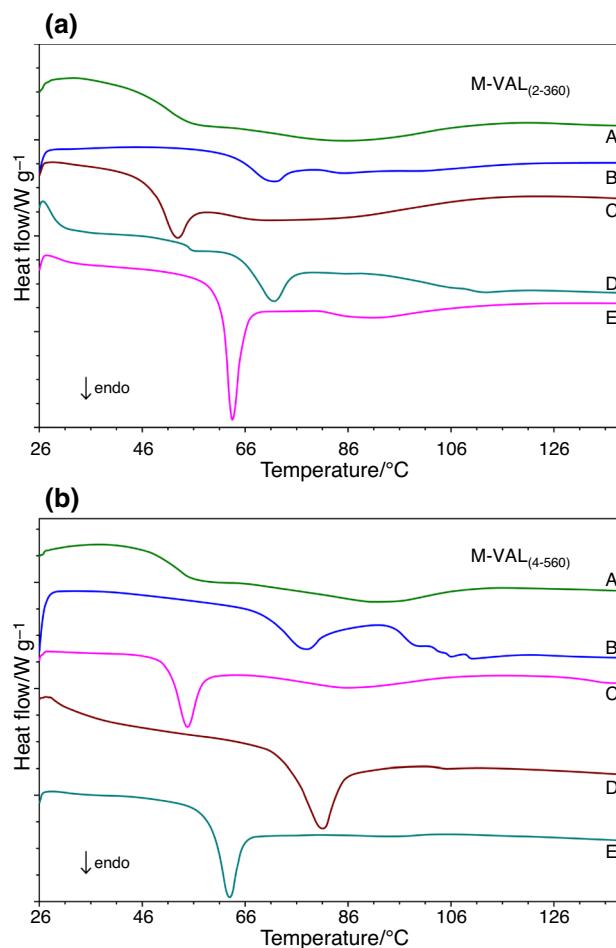 (a)
M-VAL(2-360)
A
B
C
D
E
Heat flow/W g–1
↓ endo
26 46 66 86 106 126
Temperature/°C
(b)
M-VAL(4-560)
A
B
C
D
E
Heat flow/W g–1
↓ endo
26 46 66 86 106 126
Temperature/°C